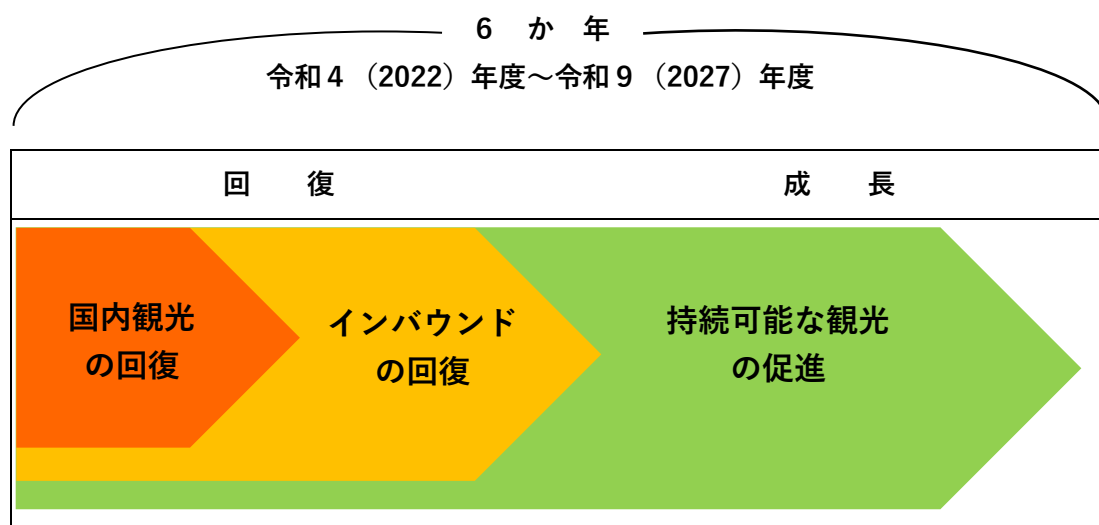 6 か 年
令和4(2022)年度~令和9(2027)年度
回 復
成 長
国内観光
の回復
インバウンド
の回復
持続可能な観光
の促進